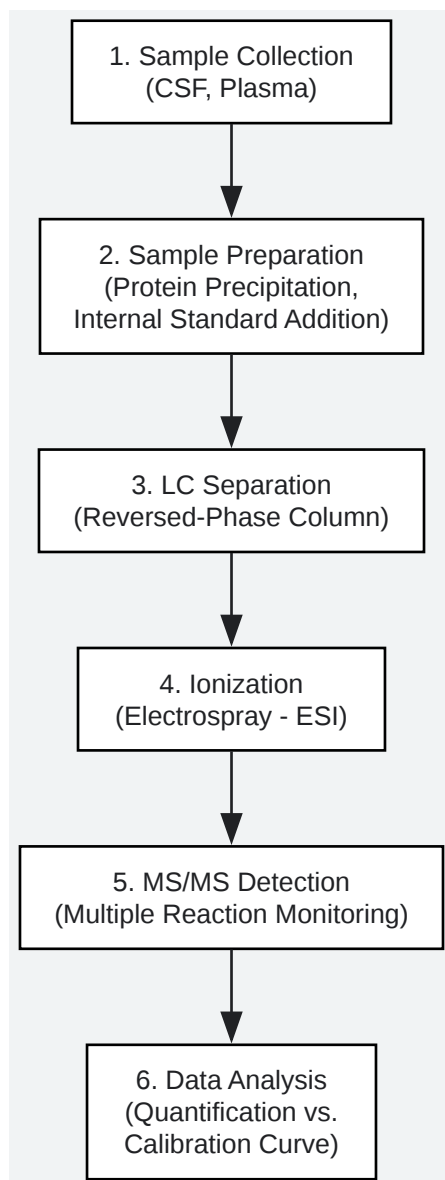 1. Sample Collection
(CSF, Plasma)
2. Sample Preparation
(Protein Precipitation,
Internal Standard Addition)
3. LC Separation
(Reversed-Phase Column)
4. Ionization
(Electrospray - ESI)
5. MS/MS Detection
(Multiple Reaction Monitoring)
6. Data Analysis
(Quantification vs.
Calibration Curve)